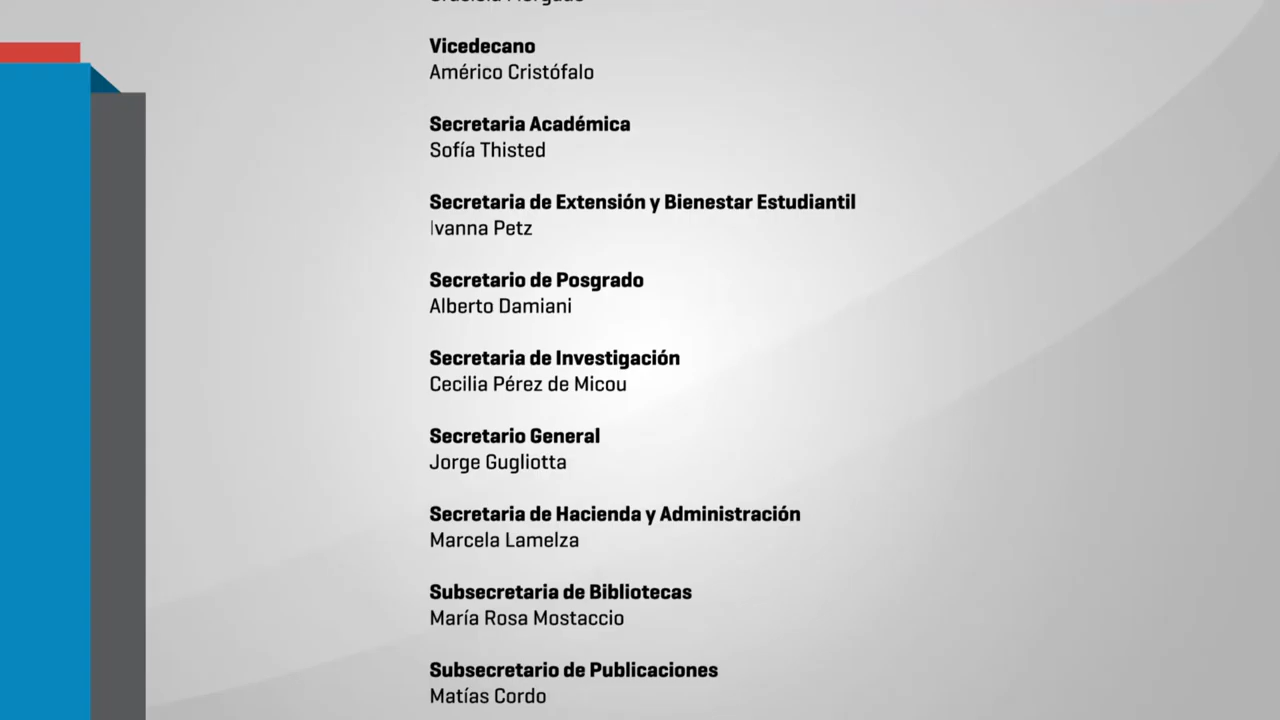 Vicedecano
Américo Cristófalo
Secretaria Académica
Sofía Thisted
Secretaria de Extensión y Bienestar Estudiantil
Ivanna Petz
Secretario de Posgrado
Alberto Damiani
Secretaria de Investigación
Cecilia Pérez de Micou
Secretario General
Jorge Gugliotta
Secretaria de Hacienda y Administración
Marcela Lamelza
Subsecretaria de Bibliotecas
María Rosa Mostaccio
Subsecretario de Publicaciones
Matías Cordo